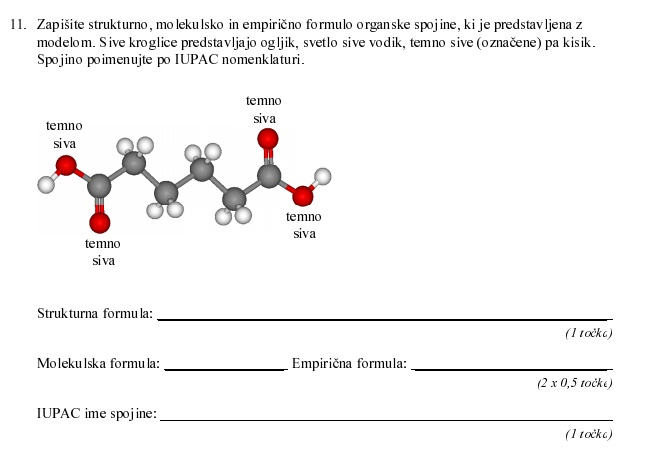 11. Zapišite strukturno, molekulsko in empirično formulo organske spojine, ki je predstavljena z
modelom. Sive kroglice predstavljajo ogljik, svetlo sive vodik, temno sive (označene) pa kisik.
Spojino poimenujte po IUPAC nomenklaturi.
temno
siva
temno
siva
temno
siva
temno
siva
Strukturna formula:
(1 točka)
Molekulska formula: Empirična formula:
(2 x 0,5 točke)
IUPAC ime spojine:
(1 točka)